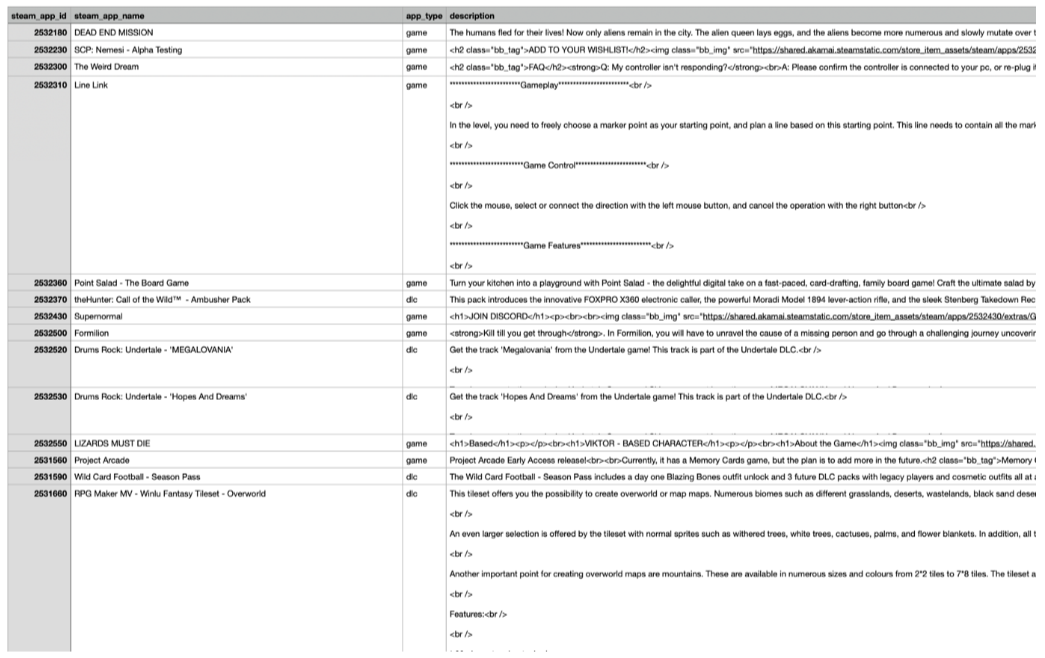 steam_app_id steam_app_name app_type description
2532180 DEAD END MISSION game The humans fled for their lives! Now only aliens remain in the city. The alien queen lays eggs, and the aliens become more numerous and slowly mutate over t
2532230 SCP: Nemesi - Alpha Testing game <h2 class="bb_tag">ADD TO YOUR WISHLIST!</h2><img class="bb_img" src="https://shared.akamai.steamstatic.com/store_item_assets/steam/apps/2532
2532300 The Weird Dream game <h2 class="bb_tag">FAQ</h2><strong>Q: My controller isn't responding?</strong><br>A: Please confirm the controller is connected to your pc, or re-plug i
2532310 Line Link game ************************Gameplay************************<br />
<br />
In the level, you need to freely choose a marker point as your starting point, and plan a line based on this starting point. This line needs to contain all the mar
<br />
*************************Game Control************************<br />
<br />
Click the mouse, select or connect the direction with the left mouse button, and cancel the operation with the right button<br />
<br />
*************************Game Features************************<br />
<br />
2532360 Point Salad - The Board Game game Turn your kitchen into a playground with Point Salad - the delightful digital take on a fast-paced, card-drafting, family board game! Craft the ultimate salad by
2532370 theHunter: Call of the Wild™ - Ambusher Pack dlc This pack introduces the innovative FOXPRO X360 electronic caller, the powerful Moradi Model 1894 lever-action rifle, and the sleek Stenberg Takedown Rec
2532430 Supernormal game <h1>JOIN DISCORD</h1><p><br><br><img class="bb_img" src="https://shared.akamai.steamstatic.com/store_item_assets/steam/apps/2532430/extras/G
2532500 Formilion game <strong>Kill till you get through</strong>. In Formilion, you will have to unravel the cause of a missing person and go through a challenging journey uncoverin
2532520 Drums Rock: Undertale - 'MEGALOVANIA' dlc Get the track 'Megalovania' from the Undertale game! This track is part of the Undertale DLC.<br />
<br />
2532530 Drums Rock: Undertale - 'Hopes And Dreams' dlc Get the track 'Hopes And Dreams' from the Undertale game! This track is part of the Undertale DLC.<br />
<br />
2532550 LIZARDS MUST DIE game <h1>Based</h1><p></p><br><h1>VIKTOR - BASED CHARACTER</h1><p></p><br><h1>About the Game</h1><img class="bb_img" src="https://shared.
2531560 Project Arcade game Project Arcade Early Access release!<br><br>Currently, it has a Memory Cards game, but the plan is to add more in the future.<h2 class="bb_tag">Memory
2531590 Wild Card Football - Season Pass dlc The Wild Card Football - Season Pass includes a day one Blazing Bones outfit unlock and 3 future DLC packs with legacy players and cosmetic outfits all at
2531660 RPG Maker MV - Winlu Fantasy Tileset - Overworld dlc This tileset offers you the possibility to create overworld or map maps. Numerous biomes such as different grasslands, deserts, wastelands, black sand dese
<br />
An even larger selection is offered by the tileset with normal sprites such as withered trees, white trees, cactuses, palms, and flower blankets. In addition, all t
<br />
Another important point for creating overworld maps are mountains. These are available in numerous sizes and colours from 2*2 tiles to 7*8 tiles. The tileset a
<br />
Features:<br />
<br />